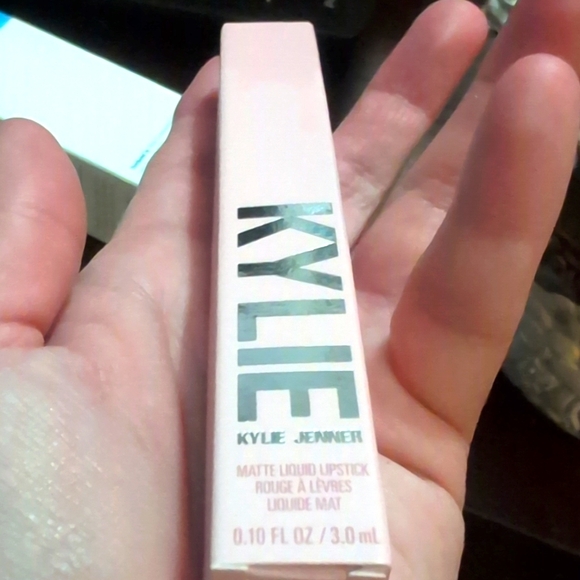 KYLIE
KYLIE JENNER
MATTE LIQUID LIPSTICK
ROUGE À LÈVRES
LIQUIDE MAT
0.10 FL OZ / 3.0 mL